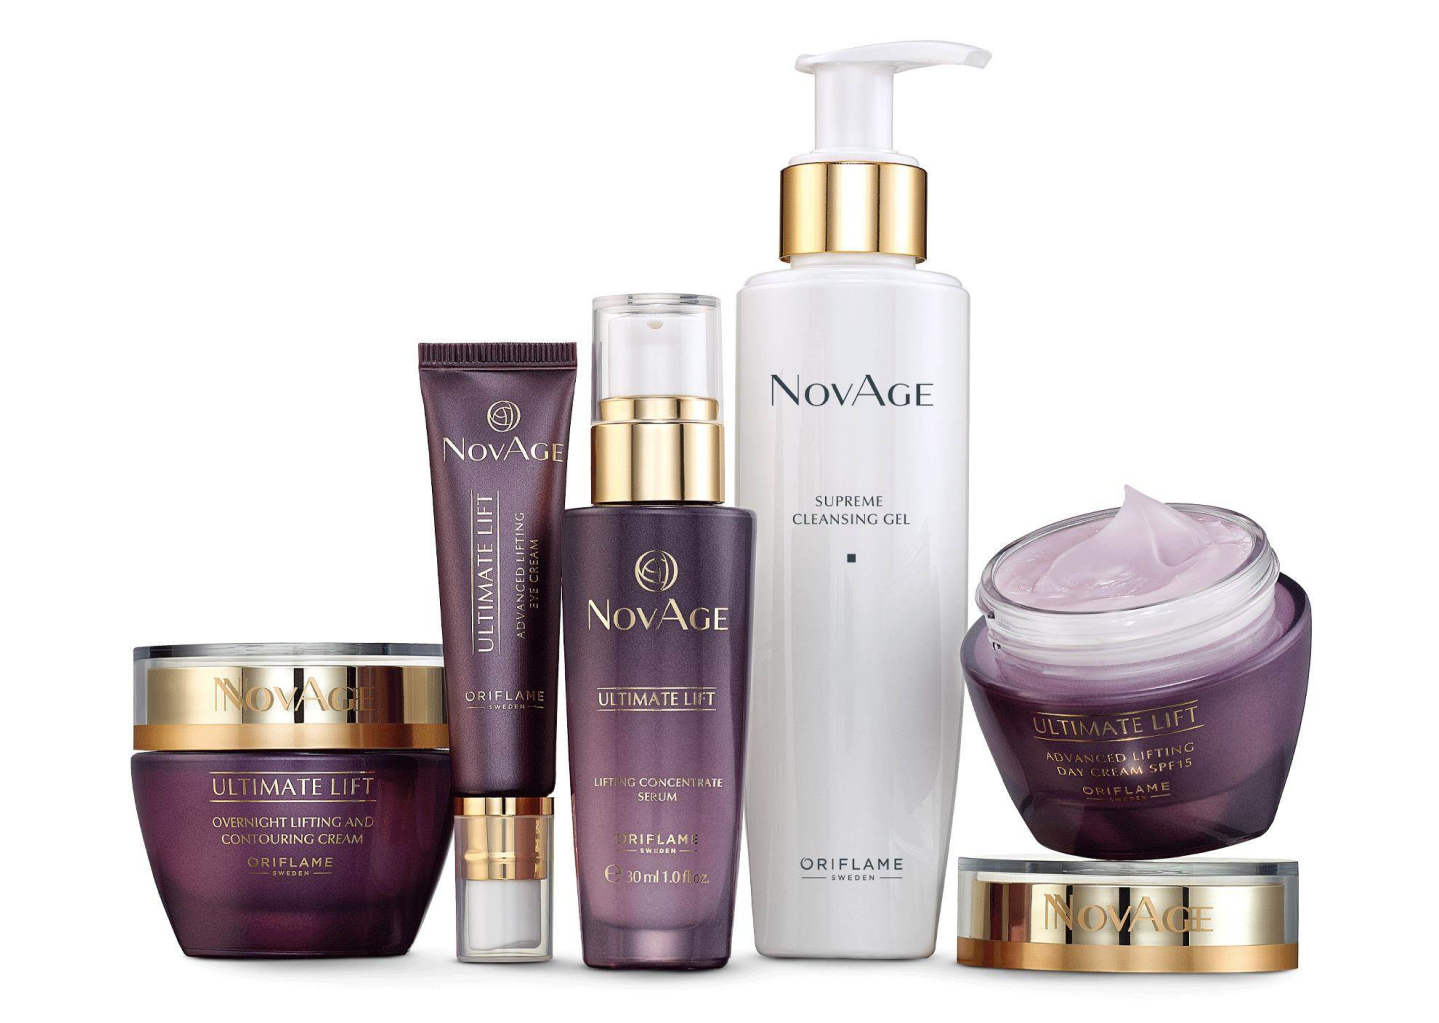 NOVAGE
ULTIMATE LIFT
OVERNIGHT LIFTING AND
CONTOURING CREAM
ORIFLAME
SWEDEN
NOVAGE
ULTIMATE LIFT
ADVANCED LIFTING
EYE CREAM
ORIFLAME
SWEDEN
NOVAGE
ULTIMATE LIFT
LIFTING CONCENTRATE
SERUM
ORIFLAME
SWEDEN
℮ 30 ml 1.0 fl. oz.
NOVAGE
SUPREME
CLEANSING GEL
ORIFLAME
SWEDEN
ULTIMATE LIFT
ADVANCED LIFTING
DAY CREAM SPF15
ORIFLAME
SWEDEN
NOVAGE